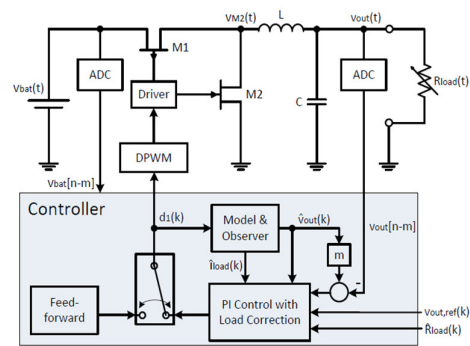 VM2(t)
L
Vout(t)
M1
ADC
ADC
Vbat(t)
Driver
M2
C
Rload(t)
DPWM
Vbat[n-m]
Controller
d1(k)
Model &
Observer
v̂out(k)
Vout[n-m]
îload(k)
m
-
Feed-
forward
PI Control with
Load Correction
Vout,ref(k)
R̂load(k)